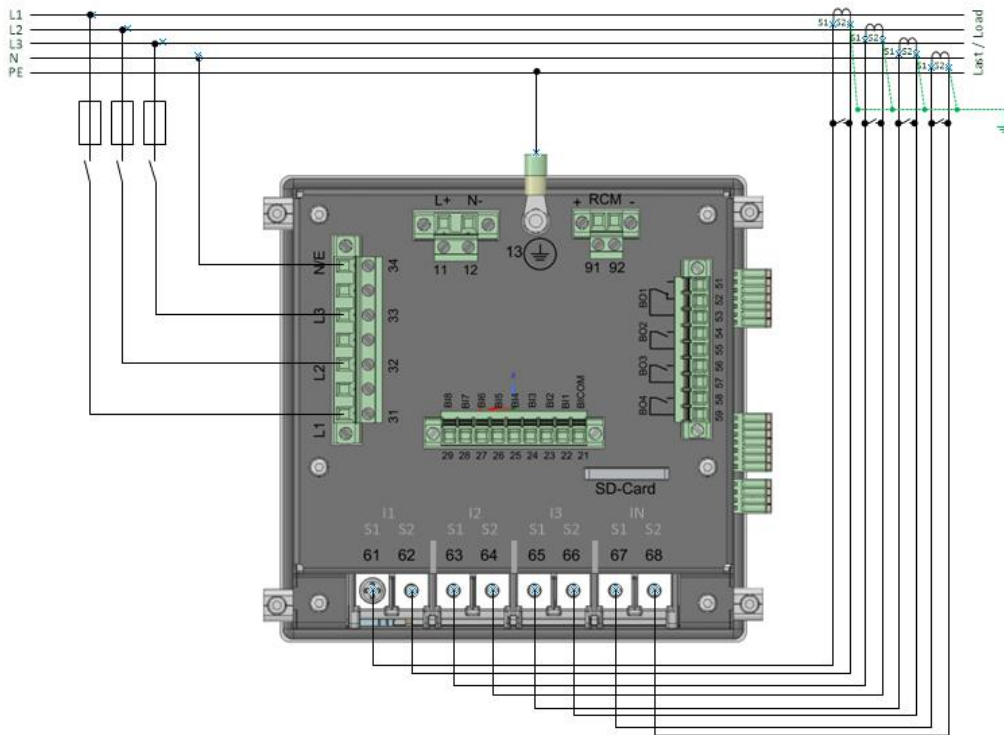 L1
L2
L3
N
PE
S1 S2
S1 S2
S1 S2
S1 S2
Last / Load
L+ N-
+ RCM -
13
11 12
91 92
N/E
L3
L2
L1
34
33
32
31
BO1
BO2
BO3
BO4
51
52
53
54
55
56
57
58
59
BI8 BI7 BI6 BI5 BI4 BI3 BI2 BI1 BICOM
29 28 27 26 25 24 23 22 21
SD-Card
I1 I2 I3 IN
S1 S2 S1 S2 S1 S2 S1 S2
61 62 63 64 65 66 67 68